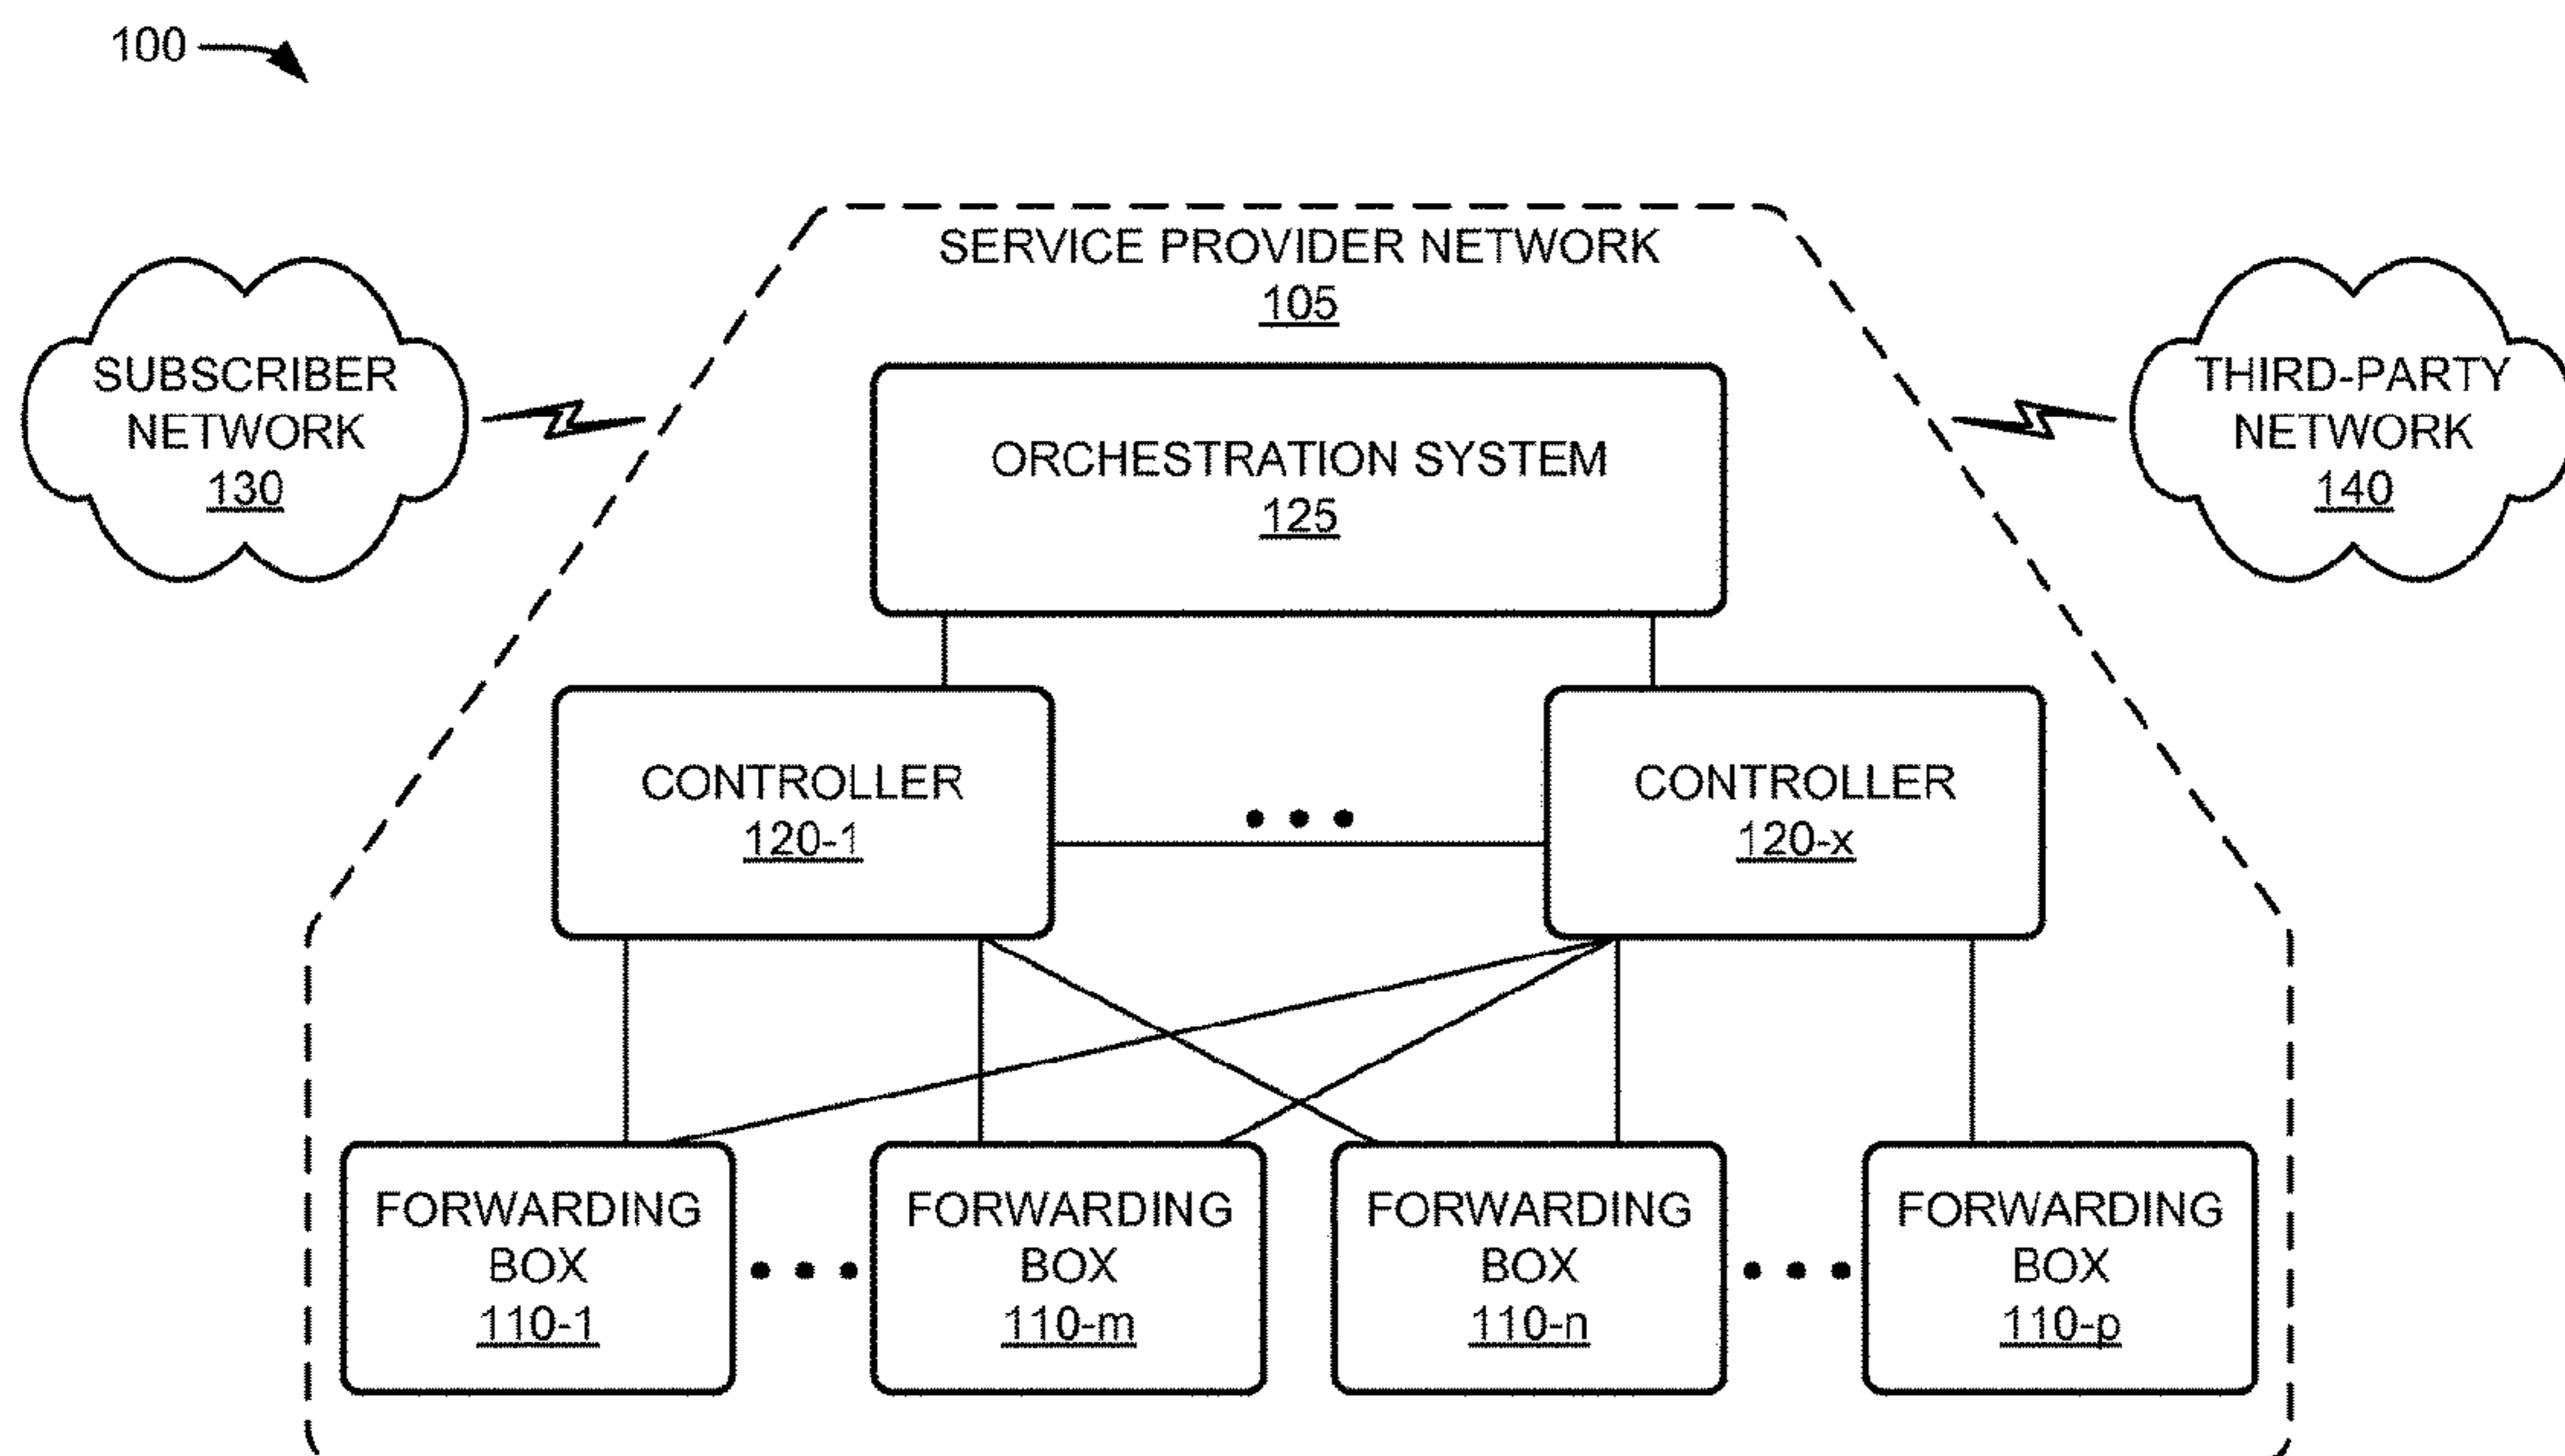 100
SERVICE PROVIDER NETWORK
105
SUBSCRIBER
NETWORK
130
THIRD-PARTY
NETWORK
140
ORCHESTRATION SYSTEM
125
CONTROLLER
120-1
CONTROLLER
120-x
FORWARDING
BOX
110-1
FORWARDING
BOX
110-m
FORWARDING
BOX
110-n
FORWARDING
BOX
110-p